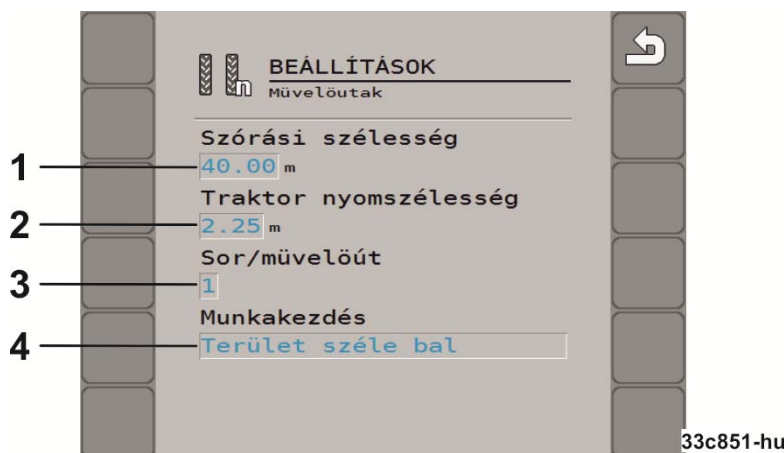 BEÁLLÍTÁSOK
Müvelöutak
Szórási szélesség
1 40.00 m
Traktor nyomszélesség
2 2.25 m
Sor/müvelöút
3 1
Munkakezdés
4 Terület széle bal
33c851-hu